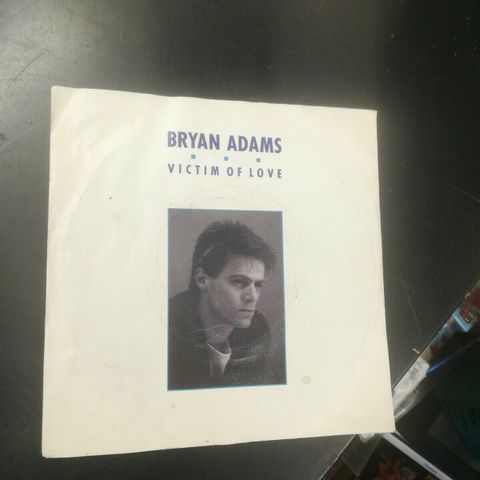 BRYAN ADAMS
VICTIM OF LOVE